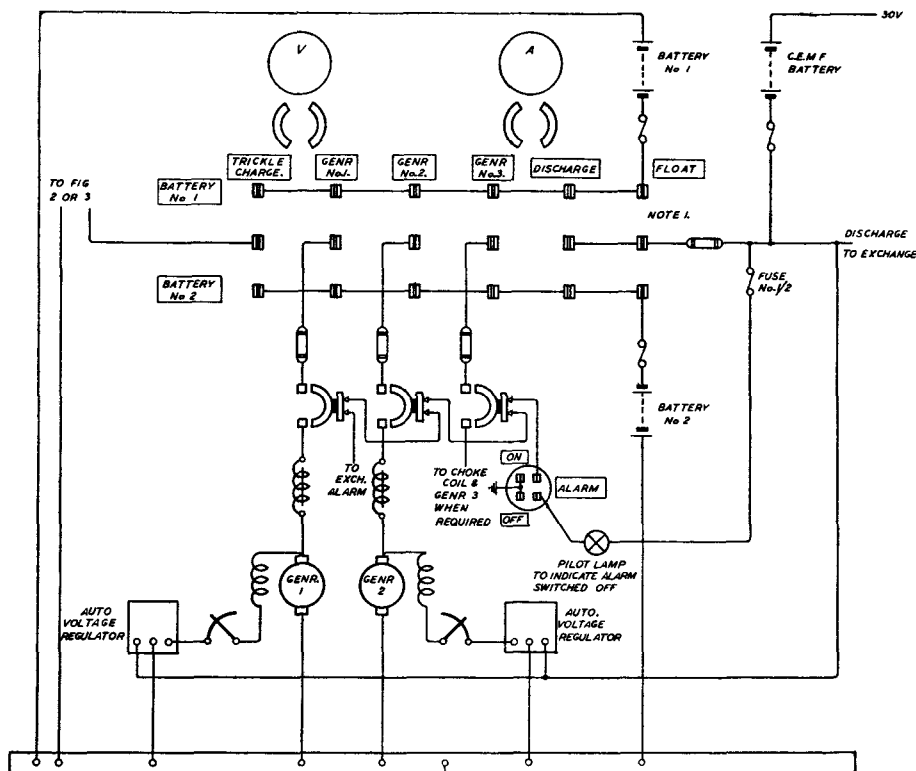 30V
V
A
BATTERY
No 1
C.E.M F
BATTERY
TRICKLE
CHARGE.
GENR
No.1.
GENR
No.2.
GENR
No.3.
DISCHARGE
FLOAT
TO FIG
2 OR 3
BATTERY
No 1
NOTE 1.
DISCHARGE
TO EXCHANGE
BATTERY
No 2
FUSE
No.1/2
BATTERY
No 2
TO
EXCH.
ALARM
TO CHOKE
COIL &
GENR 3
WHEN
REQUIRED
ON
ALARM
OFF
PILOT LAMP
TO INDICATE ALARM
SWITCHED OFF
GENR.
1
GENR
2
AUTO
VOLTAGE
REGULATOR
AUTO.
VOLTAGE
REGULATOR